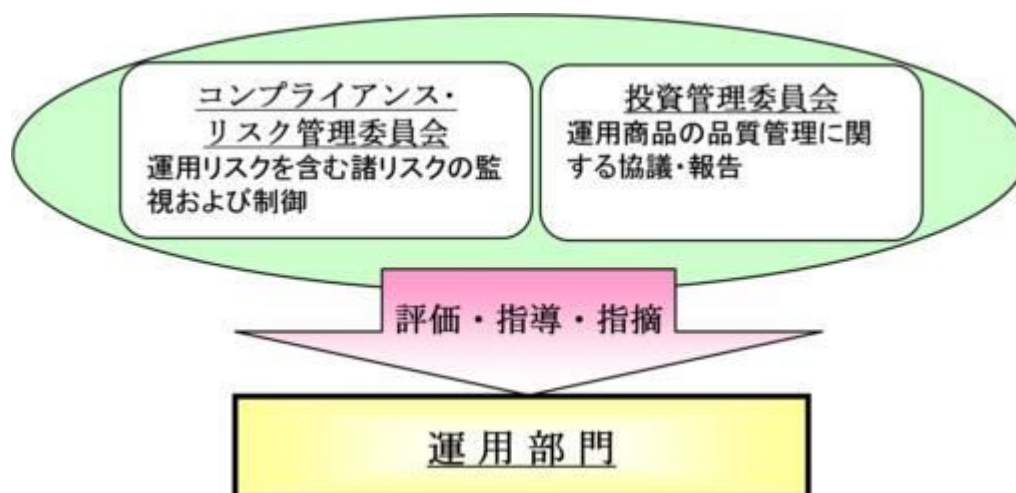 コンプライアンス・
リスク管理委員会
運用リスクを含む諸リスクの監
視および制御
投資管理委員会
運用商品の品質管理に関
する協議・報告
評価・指導・指摘
運用部門